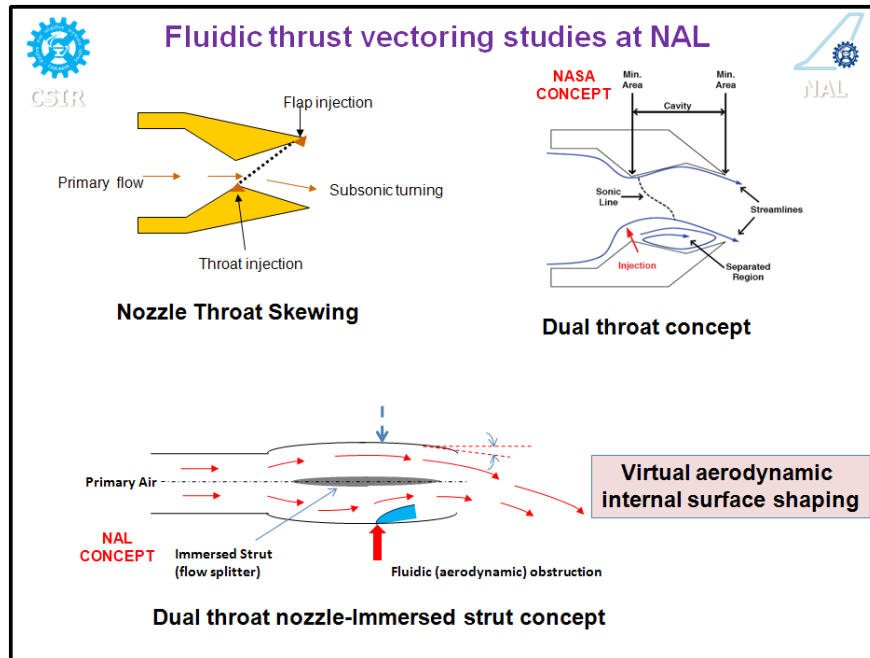 Fluidic thrust vectoring studies at NAL
CSIR
NAL
Flap injection
Primary flow
Subsonic turning
Throat injection
Nozzle Throat Skewing
NASA
CONCEPT
Min.
Area
Min.
Area
Cavity
Sonic
Line
Streamlines
Injection
Separated
Region
Dual throat concept
Primary Air
NAL
CONCEPT
Immersed Strut
(flow splitter)
Fluidic (aerodynamic) obstruction
Virtual aerodynamic
internal surface shaping
Dual throat nozzle-Immersed strut concept